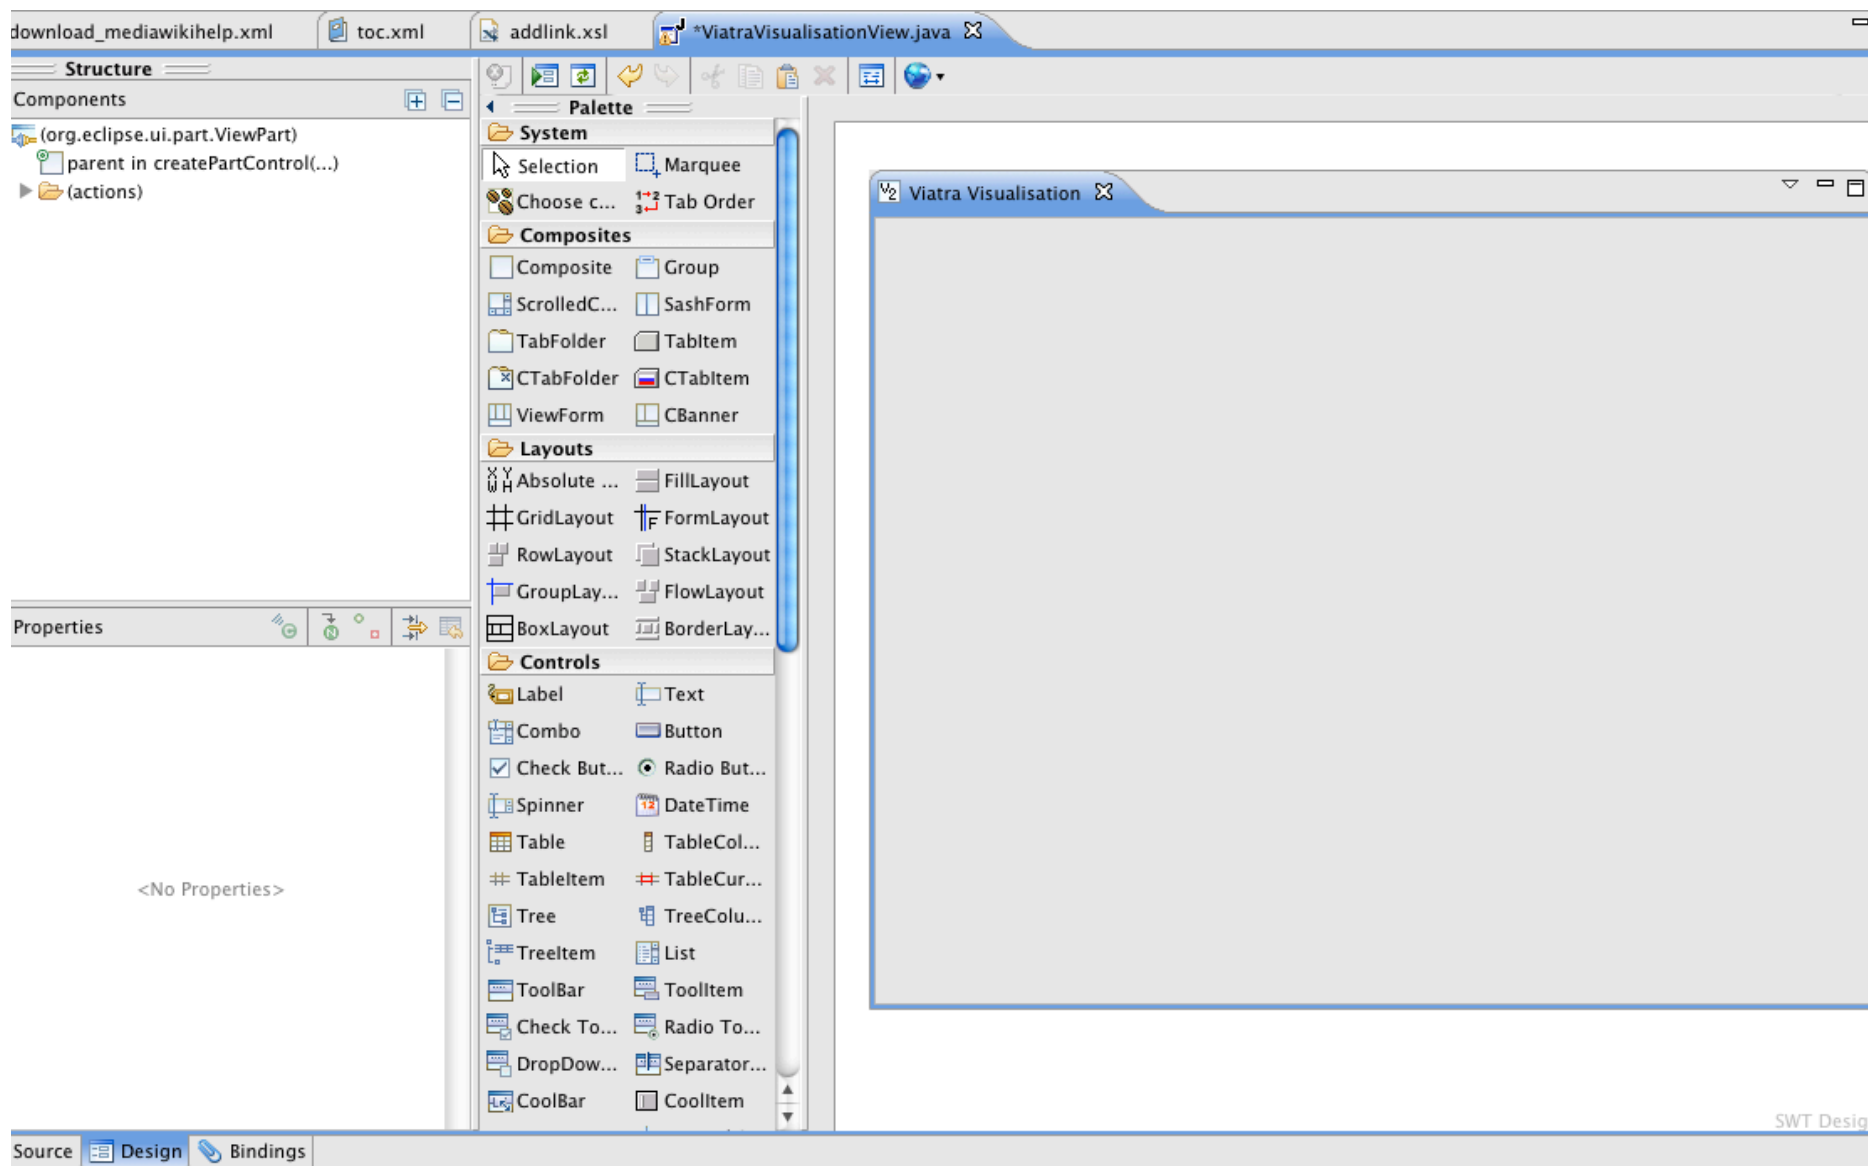 download_mediawikihelp.xml toc.xml addlink.xsl *ViatraVisualisationView.java
Structure
Components
(org.eclipse.ui.part.ViewPart)
parent in createPartControl(...)
(actions)
Properties
<No Properties>
Palette
System
Selection Marquee
Choose c... Tab Order
Composites
Composite Group
ScrolledC... SashForm
TabFolder TabItem
CTabFolder CTabItem
ViewForm CBanner
Layouts
Absolute ... FillLayout
GridLayout FormLayout
RowLayout StackLayout
GroupLay... FlowLayout
BoxLayout BorderLay...
Controls
Label Text
Combo Button
Check But... Radio But...
Spinner DateTime
Table TableCol...
TableItem TableCur...
Tree TreeColu...
TreeItem List
ToolBar ToolItem
Check To... Radio To...
DropDow... Separator...
CoolBar CoolItem
Viatra Visualisation
SWT Desig
Source Design Bindings